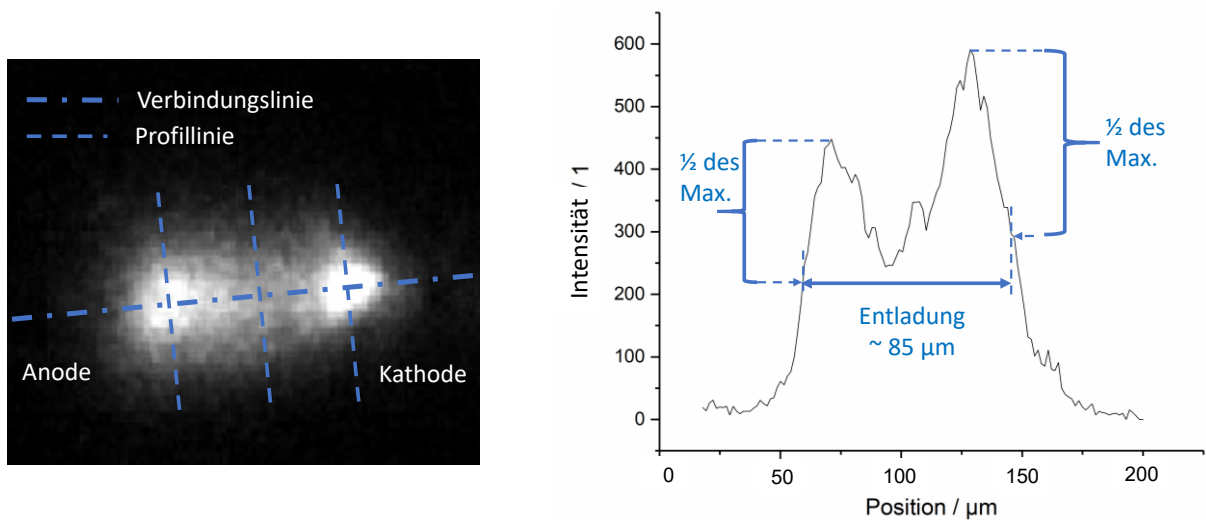 Verbindungslinie
Profillinie
Anode
Kathode
600
500
400
300
200
100
0
Intensität / 1
½ des
Max.
½ des
Max.
Entladung
~ 85 µm
0
50
100
150
200
Position / µm